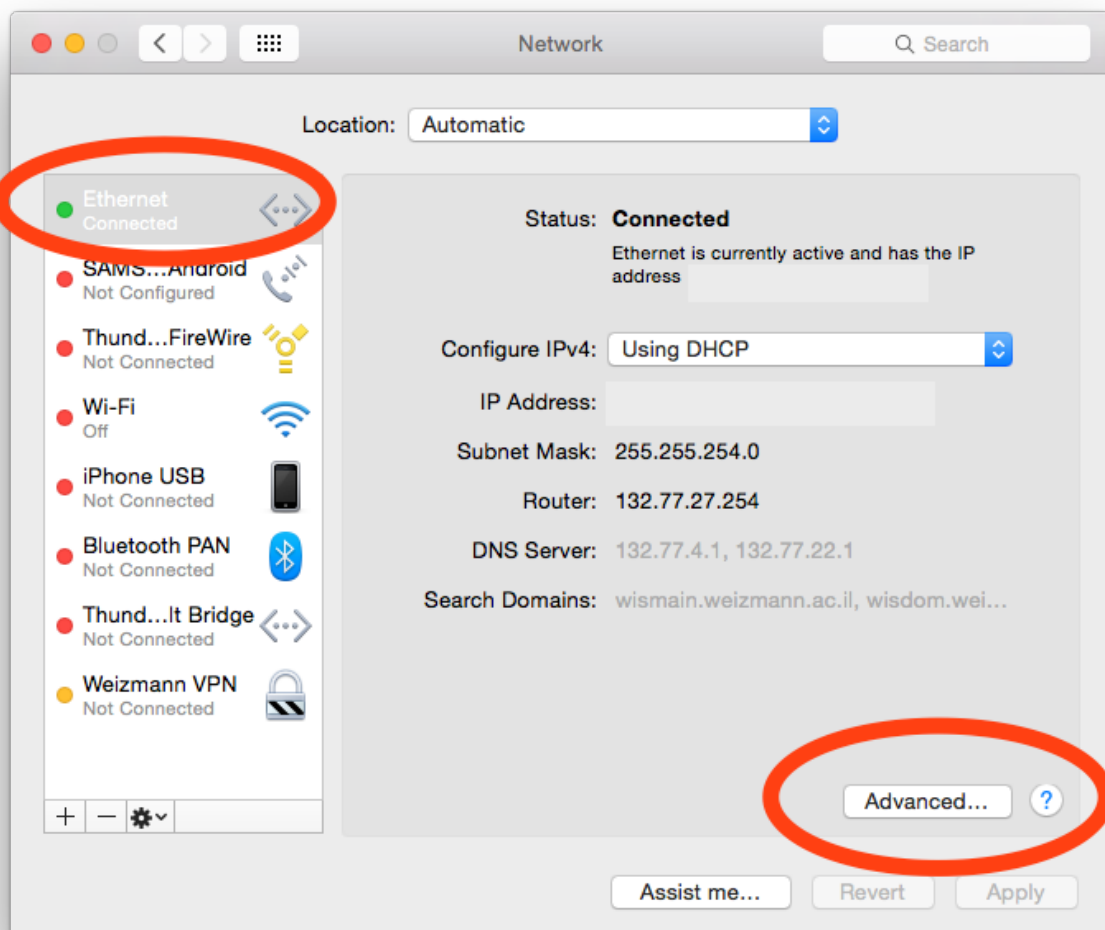 Network
Search
Location: Automatic
Ethernet
Connected
SAMS...Android
Not Configured
Thund...FireWire
Not Connected
Wi-Fi
Off
iPhone USB
Not Connected
Bluetooth PAN
Not Connected
Thund...lt Bridge
Not Connected
Weizmann VPN
Not Connected
Status: Connected
Ethernet is currently active and has the IP
address
Configure IPv4: Using DHCP
IP Address:
Subnet Mask: 255.255.254.0
Router: 132.77.27.254
DNS Server: 132.77.4.1, 132.77.22.1
Search Domains: wismain.weizmann.ac.il, wisdom.wei...
Advanced... ?
Assist me... Revert Apply